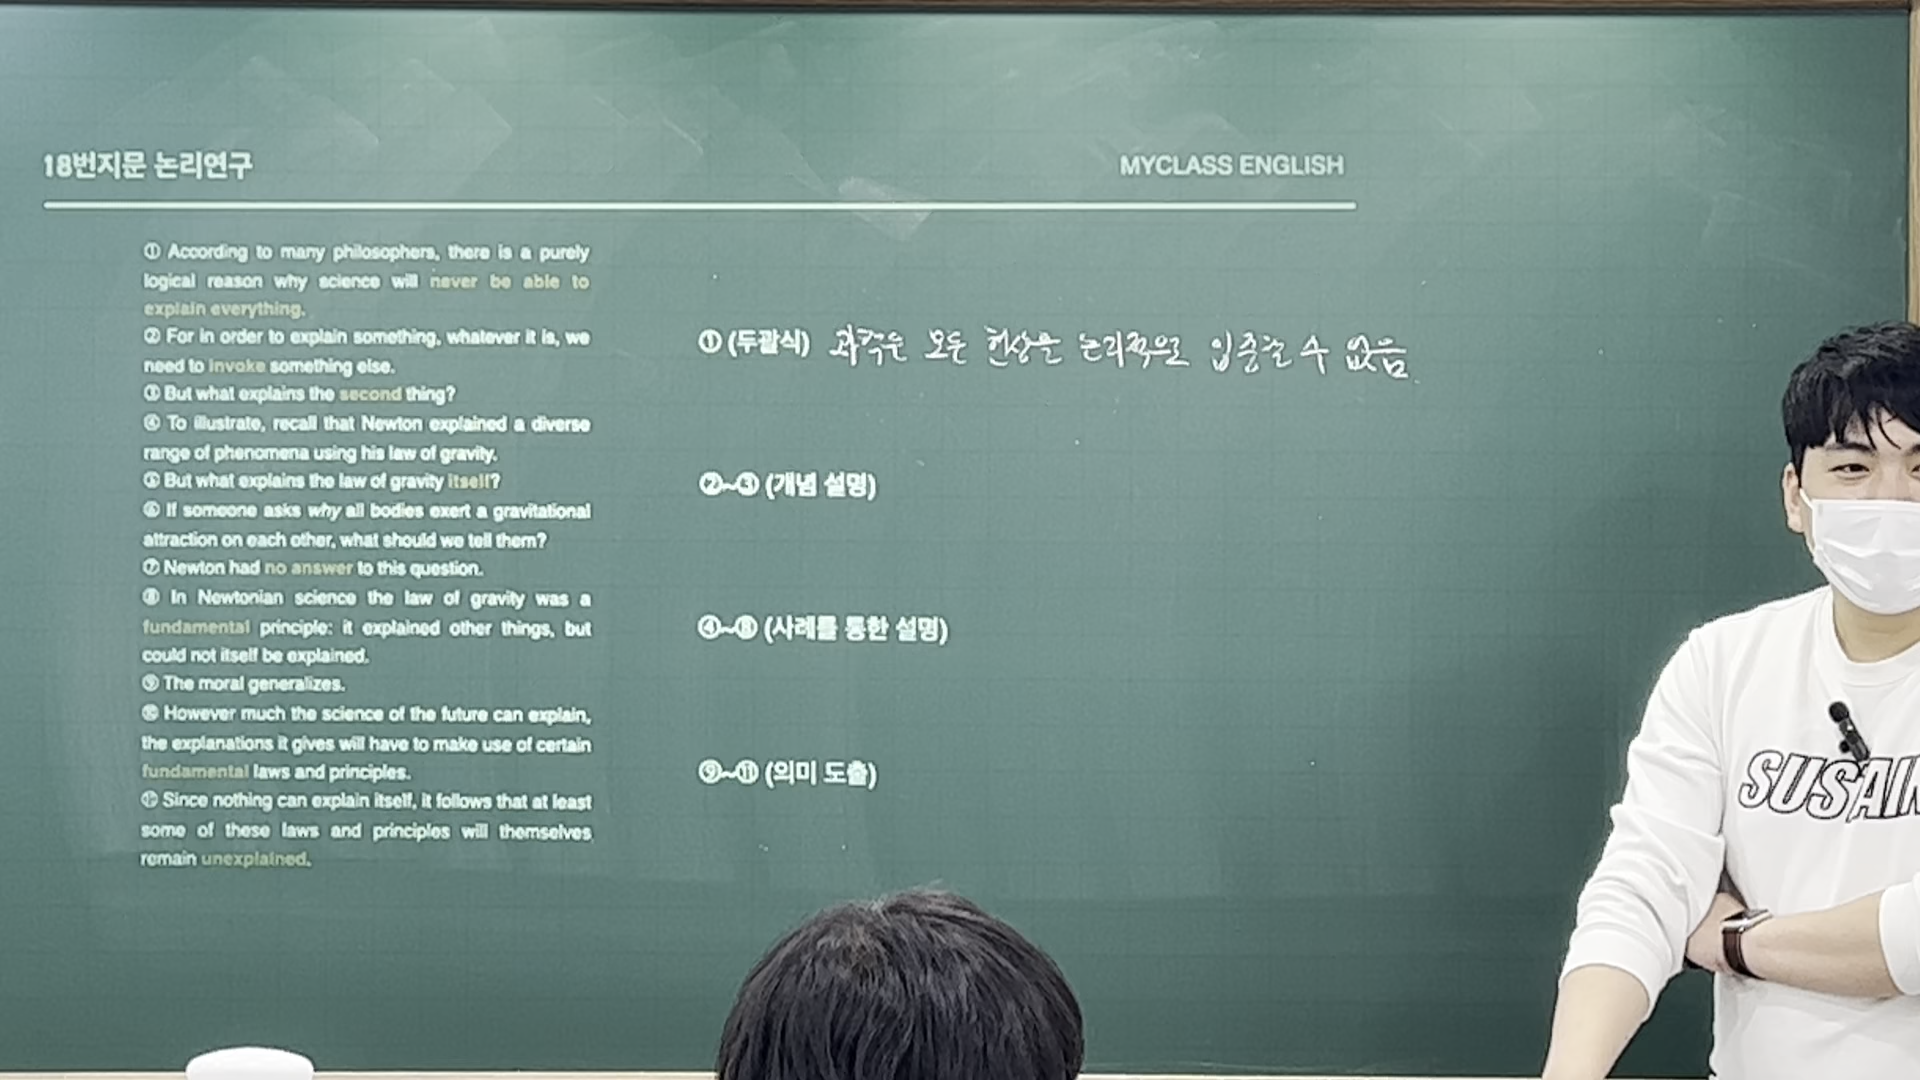 18번지문 논리연구
MYCLASS ENGLISH
① According to many philosophers, there is a purely
logical reason why science will never be able to
explain everything.
② For in order to explain something, whatever it is, we
need to invoke something else.
③ But what explains the second thing?
④ To illustrate, recall that Newton explained a diverse
range of phenomena using his law of gravity.
⑤ But what explains the law of gravity itself?
⑥ If someone asks why all bodies exert a gravitational
attraction on each other, what should we tell them?
⑦ Newton had no answer to this question.
⑧ In Newtonian science the law of gravity was a
fundamental principle: it explained other things, but
could not itself be explained.
⑨ The moral generalizes.
⑩ However much the science of the future can explain,
the explanations it gives will have to make use of certain
fundamental laws and principles.
⑪ Since nothing can explain itself, it follows that at least
some of these laws and principles will themselves
remain unexplained.
① (두괄식) 과학은 모든 현상을 논리적으로 입증할 수 없음
②~③ (개념 설명)
④~⑧ (사례를 통한 설명)
⑨~⑪ (의미 도출)